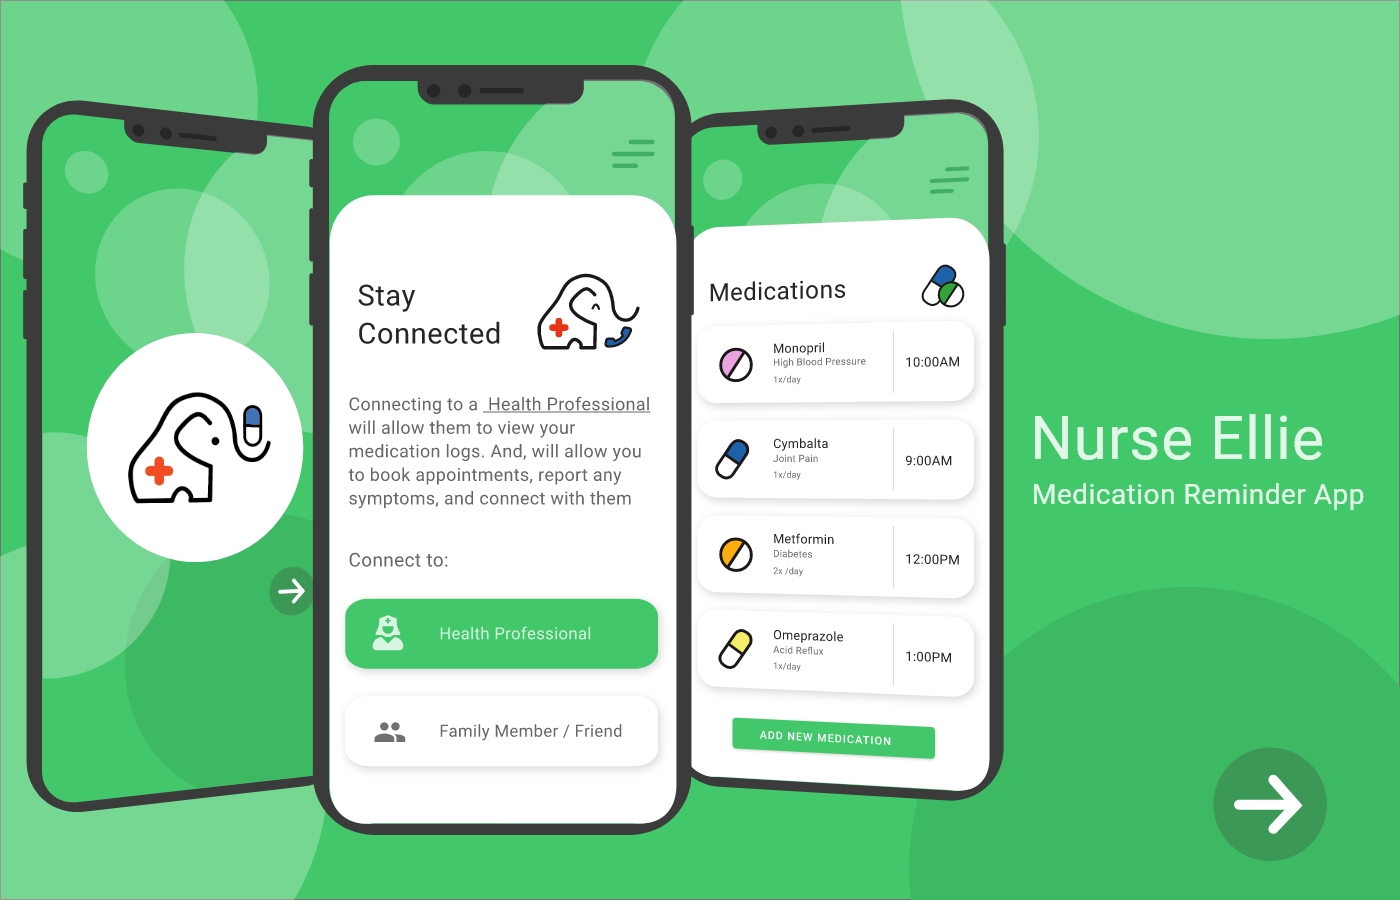 Stay
Connected
Connecting to a Health Professional
will allow them to view your
medication logs. And, will allow you
to book appointments, report any
symptoms, and connect with them
Connect to:
Health Professional
Family Member / Friend
Medications
Monopril
High Blood Pressure
1x/day
10:00AM
Cymbalta
Joint Pain
1x/day
9:00AM
Metformin
Diabetes
2x /day
12:00PM
Omeprazole
Acid Reflux
1x/day
1:00PM
ADD NEW MEDICATION
Nurse Ellie
Medication Reminder App